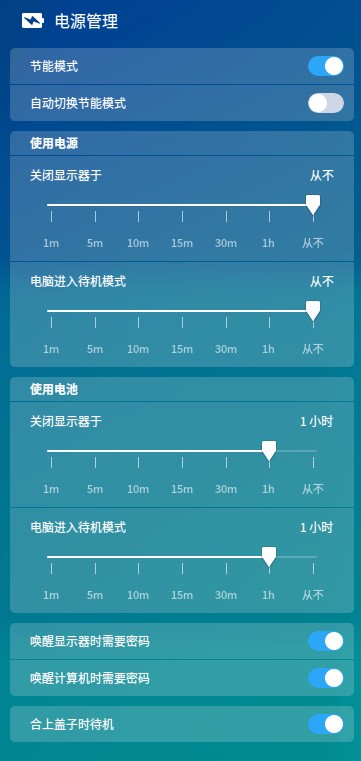 电源管理
节能模式
自动切换节能模式
使用电源
关闭显示器于 从不
1m 5m 10m 15m 30m 1h 从不
电脑进入待机模式 从不
1m 5m 10m 15m 30m 1h 从不
使用电池
关闭显示器于 1 小时
1m 5m 10m 15m 30m 1h 从不
电脑进入待机模式 1 小时
1m 5m 10m 15m 30m 1h 从不
唤醒显示器时需要密码
唤醒计算机时需要密码
合上盖子时待机